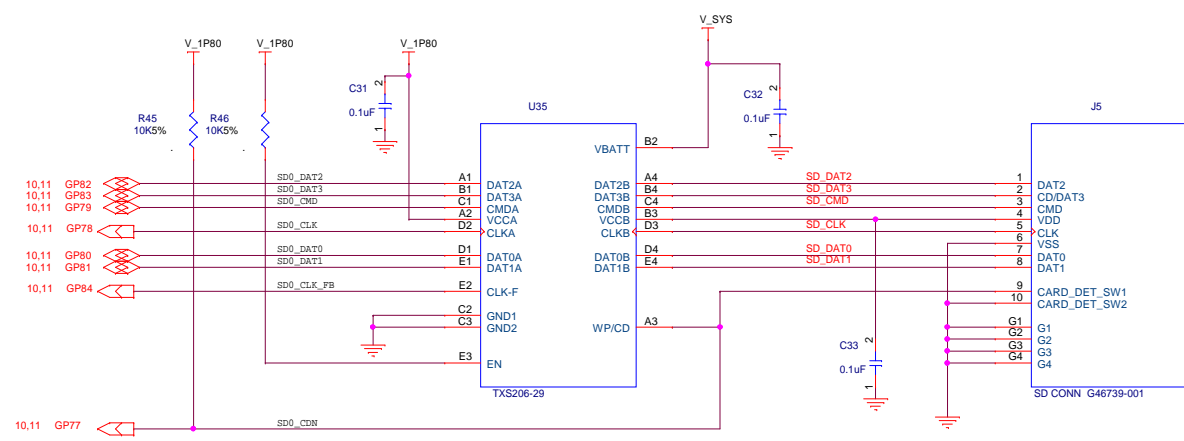 V_SYS
V_1P80
V_1P80
V_1P80
C31
2
0.1uF
1
C32
2
0.1uF
1
R45
10K5%
R46
10K5%
U35
J5
VBATT
B2
10,11 GP82
SD0_DAT2
A1
DAT2A
DAT2B
A4
SD_DAT2
1
DAT2
10,11 GP83
SD0_DAT3
B1
DAT3A
DAT3B
B4
SD_DAT3
2
CD/DAT3
10,11 GP79
SD0_CMD
C1
CMDA
CMDB
C4
SD_CMD
3
CMD
A2
VCCA
VCCB
B3
4
VDD
10,11 GP78
SD0_CLK
D2
CLKA
CLKB
D3
SD_CLK
5
CLK
6
VSS
10,11 GP80
SD0_DAT0
D1
DAT0A
DAT0B
D4
SD_DAT0
7
DAT0
10,11 GP81
SD0_DAT1
E1
DAT1A
DAT1B
E4
SD_DAT1
8
DAT1
10,11 GP84
SD0_CLK_FB
E2
CLK-F
9
CARD_DET_SW1
10
CARD_DET_SW2
C2
GND1
C3
GND2
WP/CD
A3
G1
G1
G2
G2
G3
G3
G4
G4
C33
2
0.1uF
1
E3
EN
TXS206-29
SD CONN G46739-001
10,11 GP77
SD0_CDN